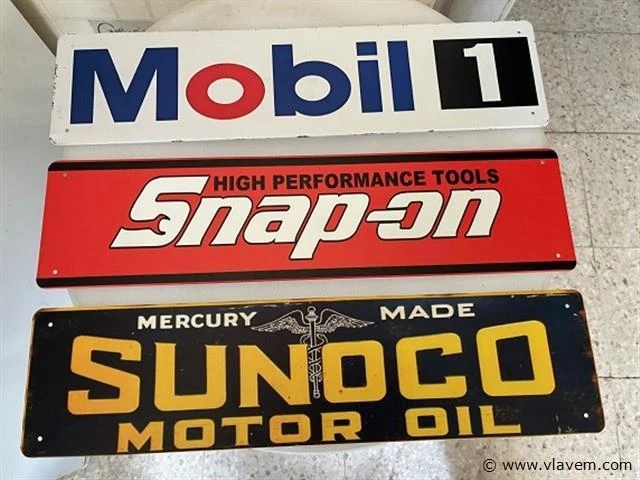 Mobil 1
HIGH PERFORMANCE TOOLS
Snap-on
MERCURY MADE
SUNOCO
MOTOR OIL
© www.vlavem.com